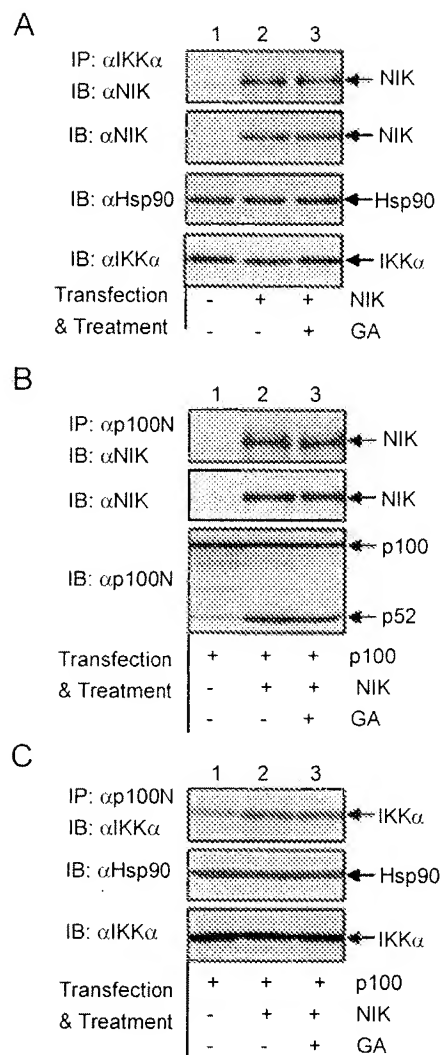 A
1 2 3
IP: αIKKα
IB: αNIK
NIK
IB: αNIK
NIK
IB: αHsp90
Hsp90
IB: αIKKα
IKKα
Transfection - + + NIK
& Treatment - - + GA
B
1 2 3
IP: αp100N
IB: αNIK
NIK
IB: αNIK
NIK
p100
IB: αp100N
p52
Transfection + + + p100
& Treatment - + + NIK
- - + GA
C
1 2 3
IP: αp100N
IB: αIKKα
IKKα
IB: αHsp90
Hsp90
IB: αIKKα
IKKα
Transfection + + + p100
& Treatment - + + NIK
- - + GA